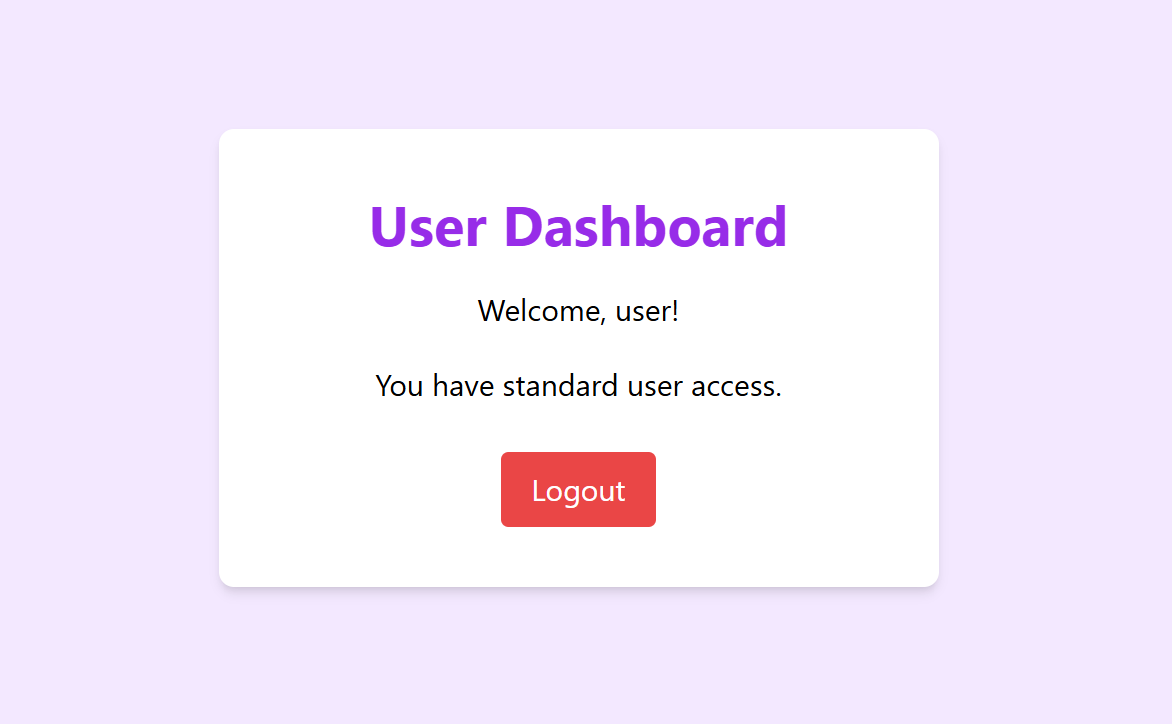 User Dashboard
Welcome, user!
You have standard user access.
Logout